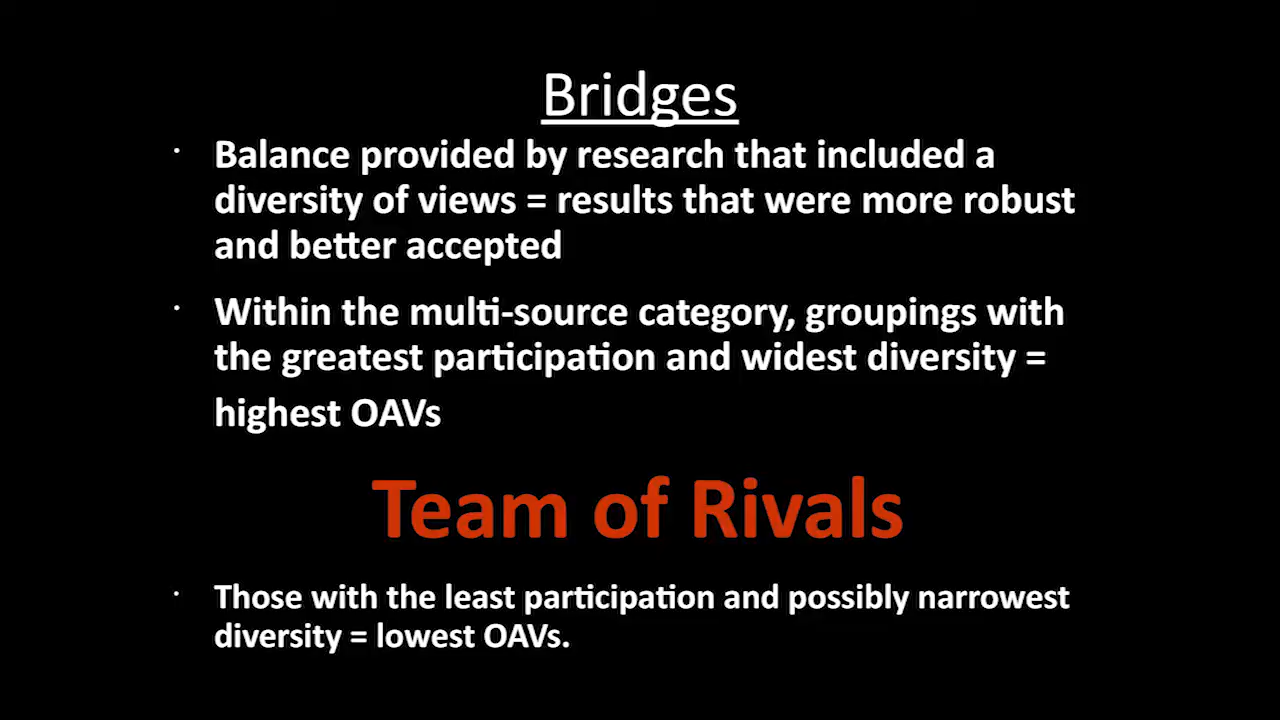 Bridges
· Balance provided by research that included a
diversity of views = results that were more robust
and better accepted
· Within the multi-source category, groupings with
the greatest participation and widest diversity =
highest OAVs
Team of Rivals
· Those with the least participation and possibly narrowest
diversity = lowest OAVs.